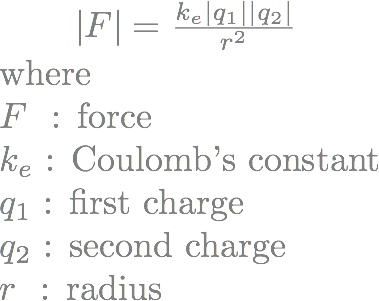 |F| = k_e|q_1||q_2| / r^2
where
F : force
k_e : Coulomb's constant
q_1 : first charge
q_2 : second charge
r : radius